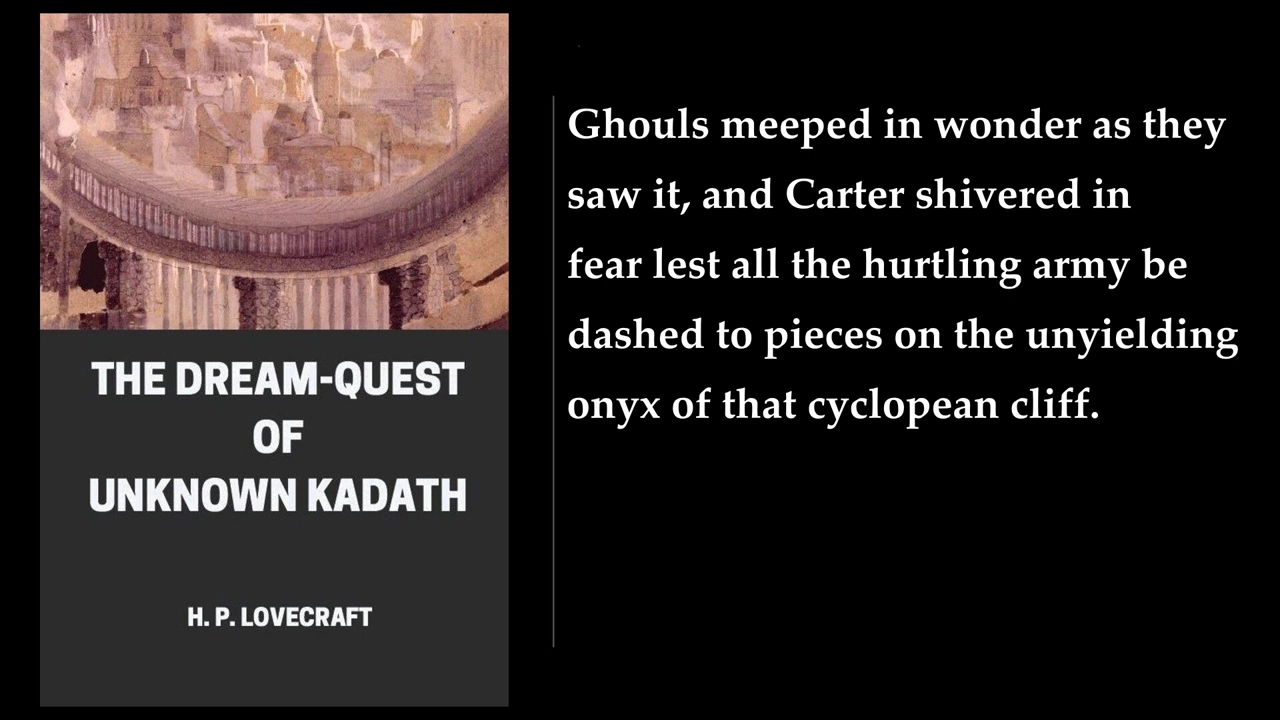 THE DREAM-QUEST
OF
UNKNOWN KADATH
H. P. LOVECRAFT
Ghouls meeped in wonder as they
saw it, and Carter shivered in
fear lest all the hurtling army be
dashed to pieces on the unyielding
onyx of that cyclopean cliff.